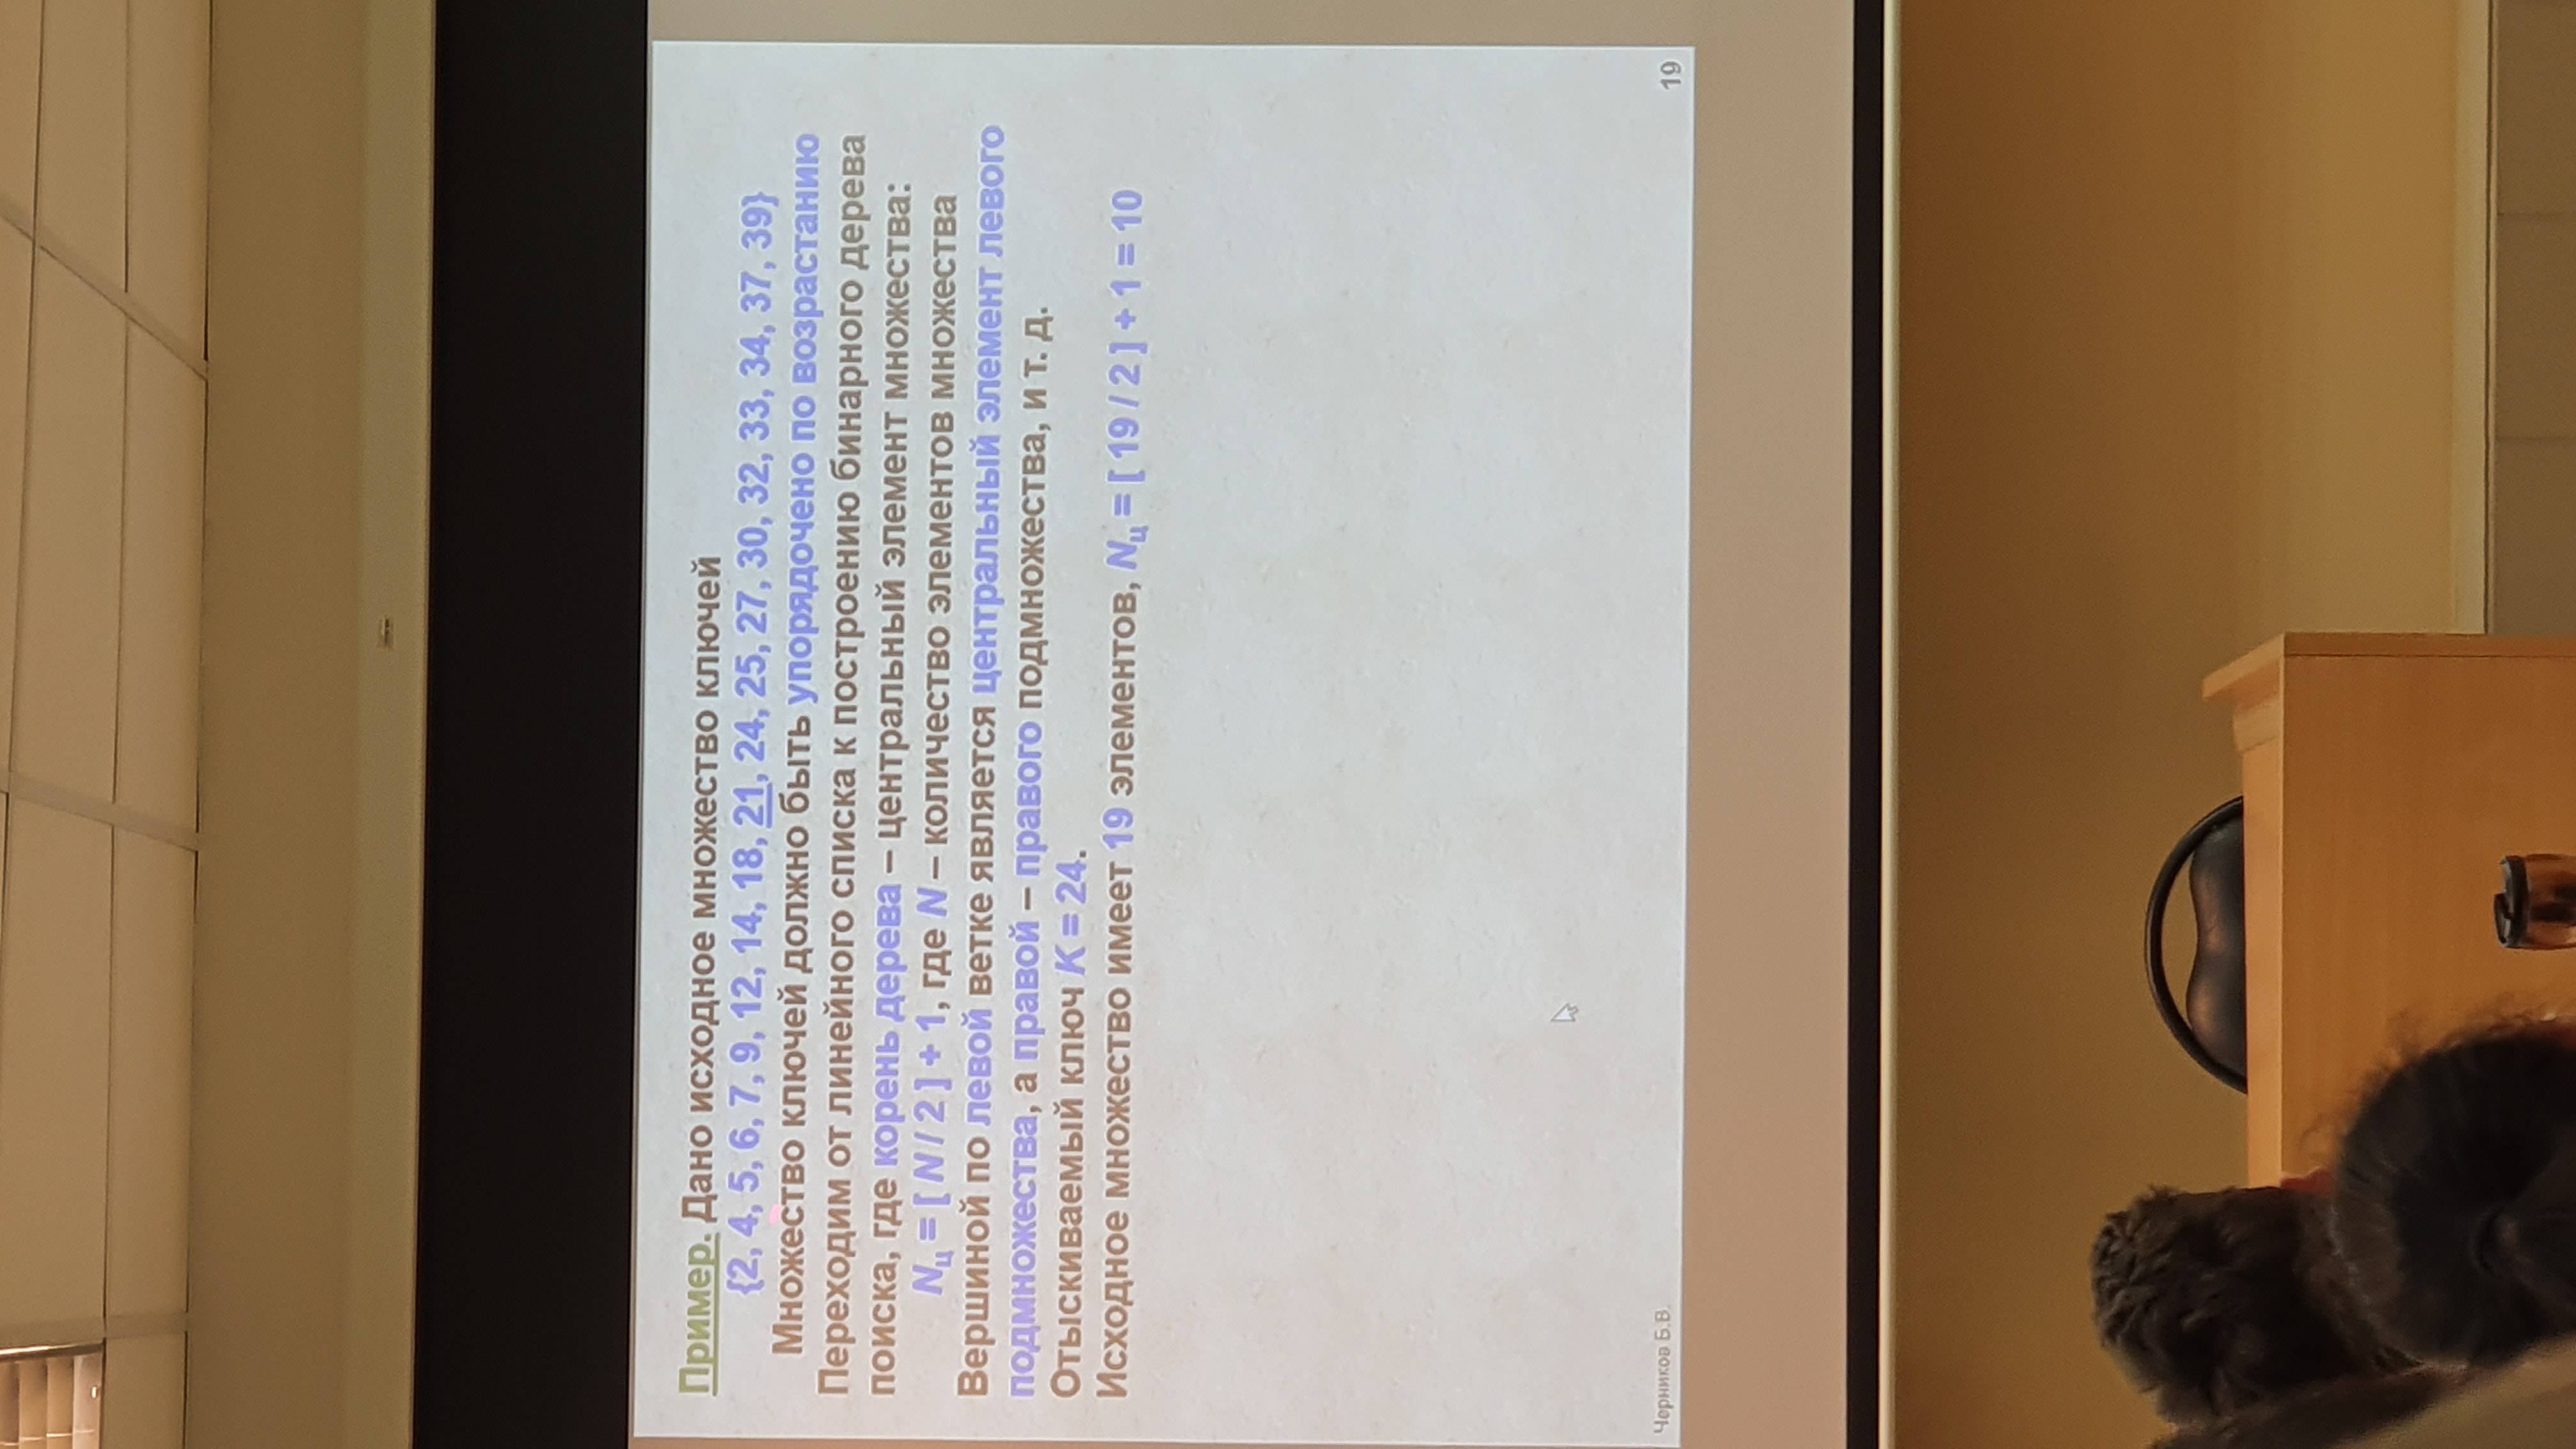 Пример. Дано исходное множество ключей
{2, 4, 5, 6, 7, 9, 12, 14, 18, 21, 24, 25, 27, 30, 32, 33, 34, 37, 39}
Множество ключей должно быть упорядочено по возрастанию
Переходим от линейного списка к построению бинарного дерева
поиска, где корень дерева – центральный элемент множества:
Nц = [ N / 2 ] + 1, где N – количество элементов множества
Вершиной по левой ветке является центральный элемент левого
подмножества, а правой – правого подмножества, и т. д.
Отыскиваемый ключ K = 24.
Исходное множество имеет 19 элементов, Nц = [ 19 / 2 ] + 1 = 10
Черников Б.В.
19